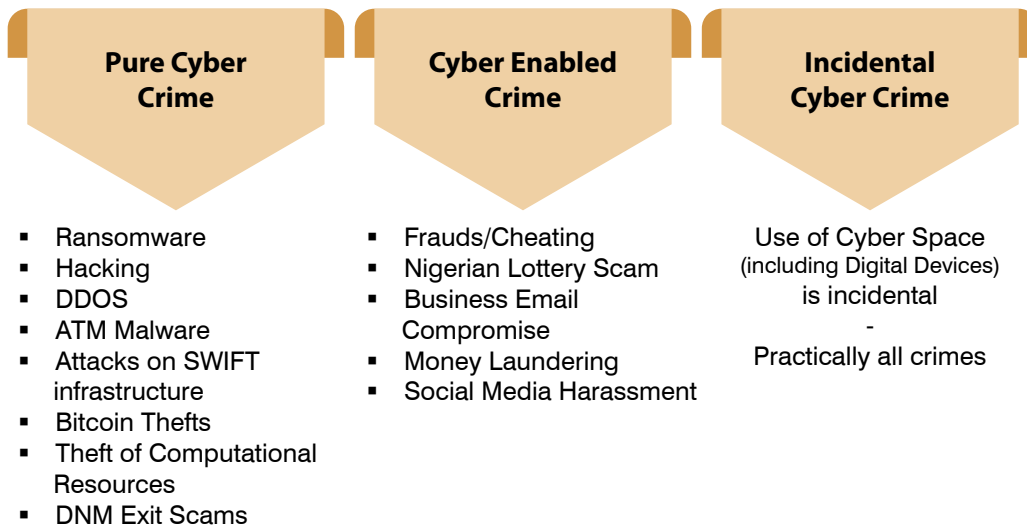 Pure Cyber
Crime
▪ Ransomware
▪ Hacking
▪ DDOS
▪ ATM Malware
▪ Attacks on SWIFT
infrastructure
▪ Bitcoin Thefts
▪ Theft of Computational
Resources
▪ DNM Exit Scams
Cyber Enabled
Crime
▪ Frauds/Cheating
▪ Nigerian Lottery Scam
▪ Business Email
Compromise
▪ Money Laundering
▪ Social Media Harassment
Incidental
Cyber Crime
Use of Cyber Space
(including Digital Devices)
is incidental
-
Practically all crimes